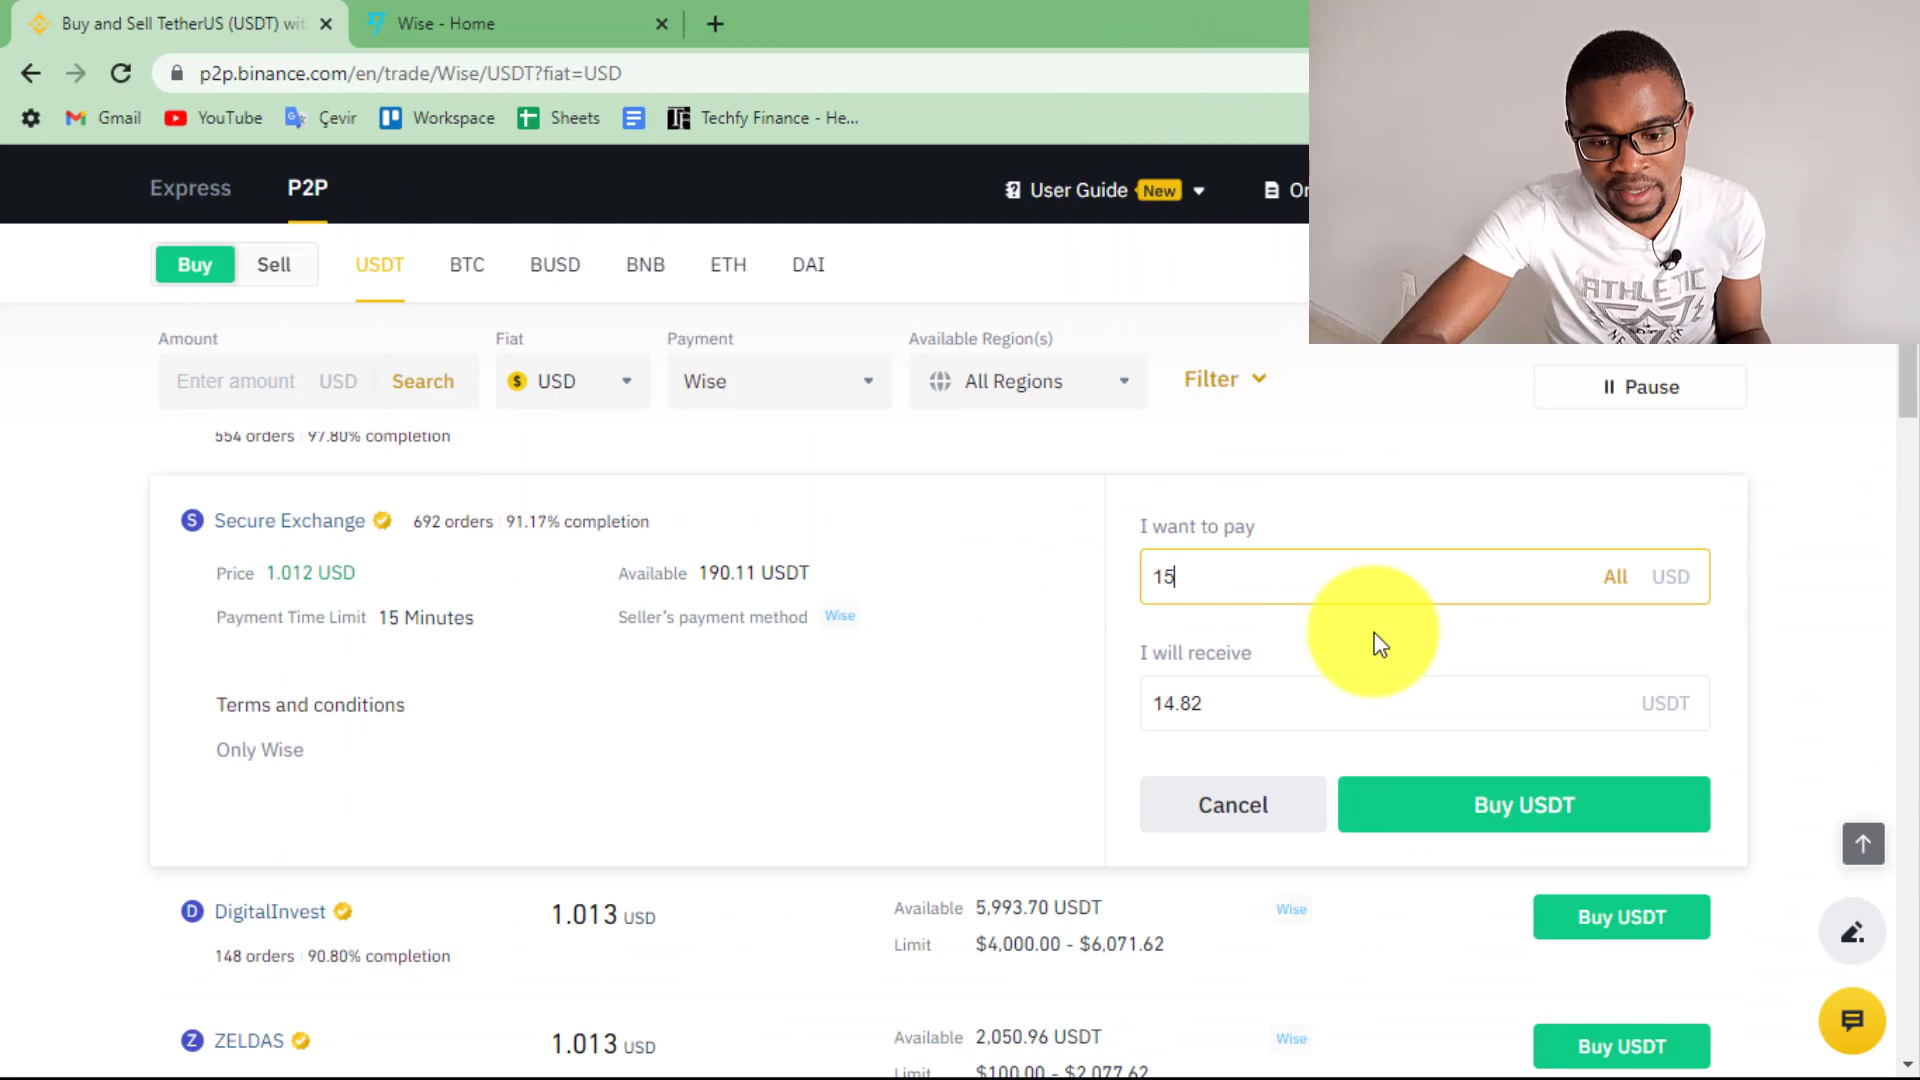 Buy and Sell TetherUS (USDT) wit
Wise - Home
p2p.binance.com/en/trade/Wise/USDT?fiat=USD
Gmail
YouTube
Çevir
Workspace
Sheets
Techfy Finance - He...
Express
P2P
User Guide
New
Or
Buy
Sell
USDT
BTC
BUSD
BNB
ETH
DAI
Amount
Fiat
Payment
Available Region(s)
Enter amount USD Search
USD
Wise
All Regions
Filter
Pause
554 orders 97.80% completion
S Secure Exchange 692 orders 91.17% completion
Price 1.012 USD
Available 190.11 USDT
Payment Time Limit 15 Minutes
Seller's payment method Wise
Terms and conditions
Only Wise
I want to pay
15 All USD
I will receive
14.82 USDT
Cancel
Buy USDT
D DigitalInvest
148 orders 90.80% completion
1.013 USD
Available 5,993.70 USDT
Limit $4,000.00 - $6,071.62
Wise
Buy USDT
Z ZELDAS
1.013 USD
Available 2,050.96 USDT
Limit $100.00 - $2,077.62
Wise
Buy USDT
ATHLETIC